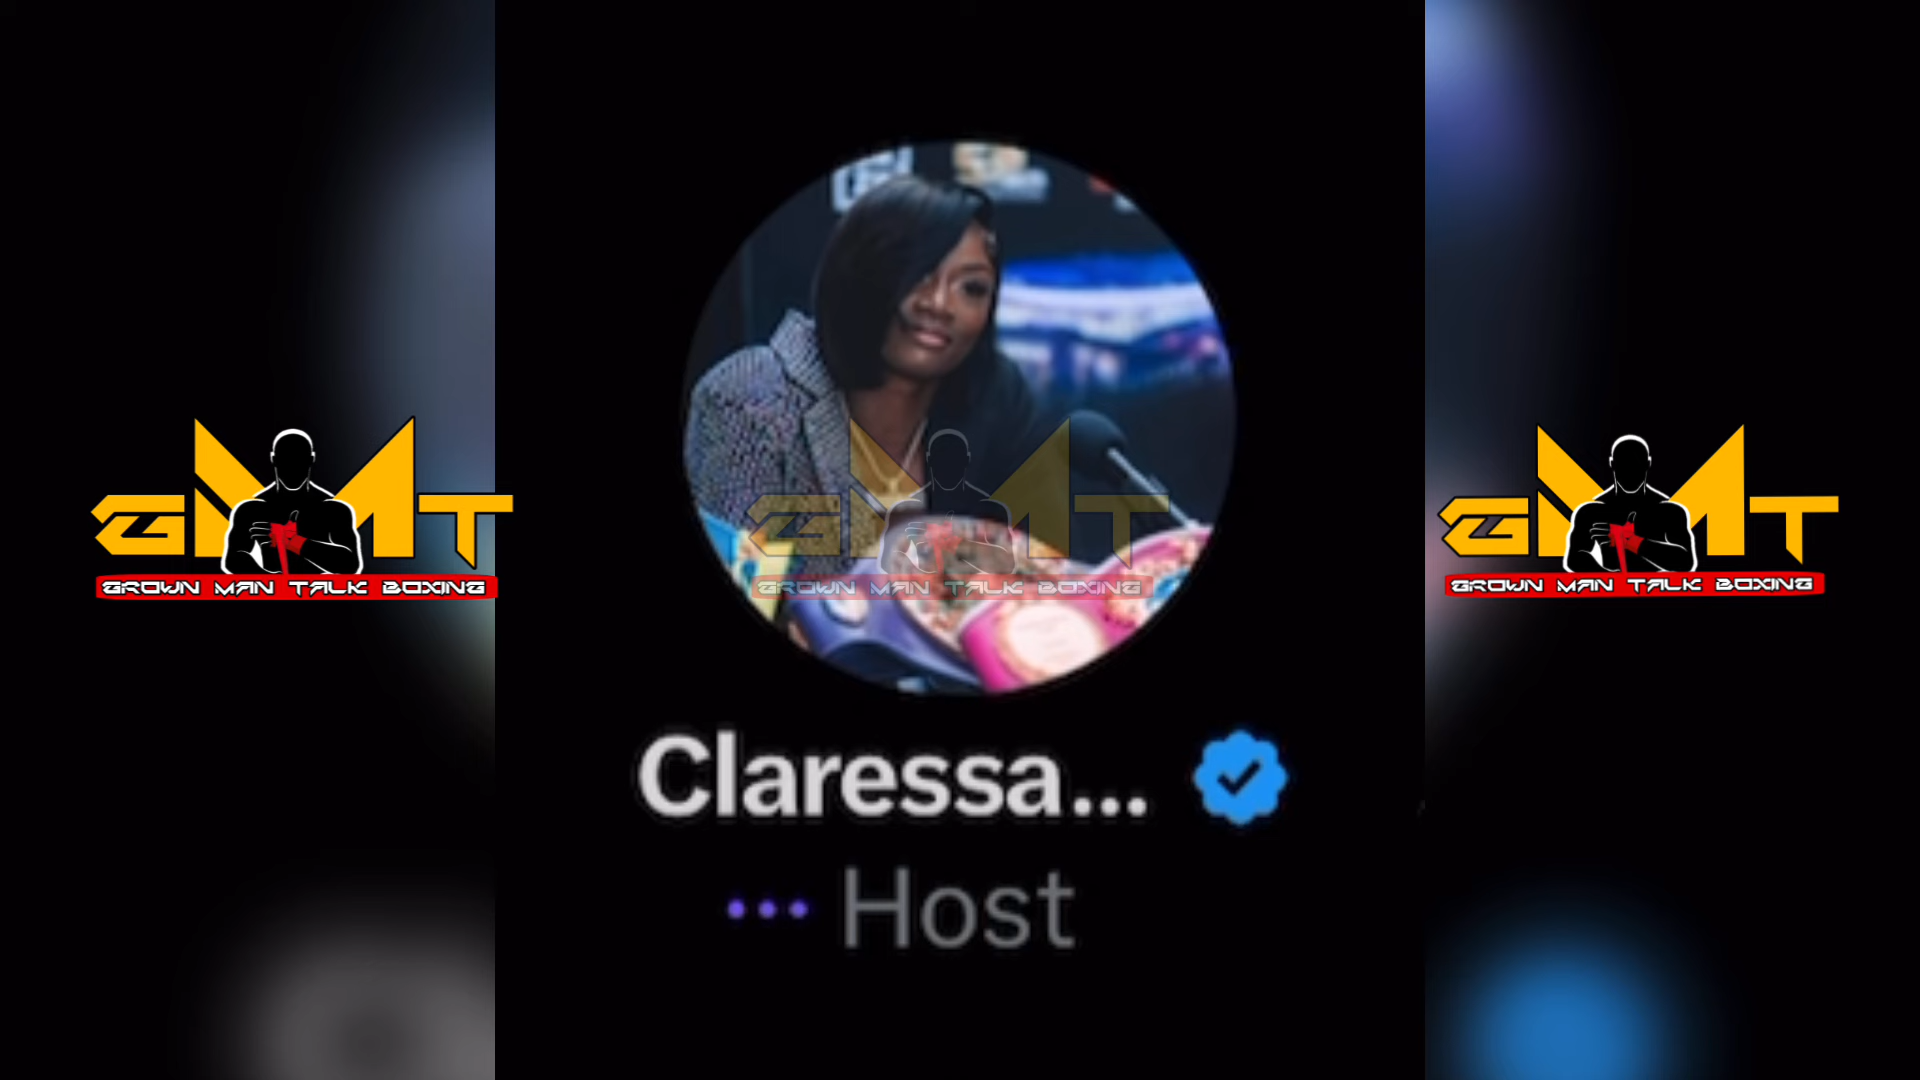 GMT
GROWN MAN TALK BOXING
GMT
GROWN MAN TALK BOXING
GMT
GROWN MAN TALK BOXING
Claressa...
Host